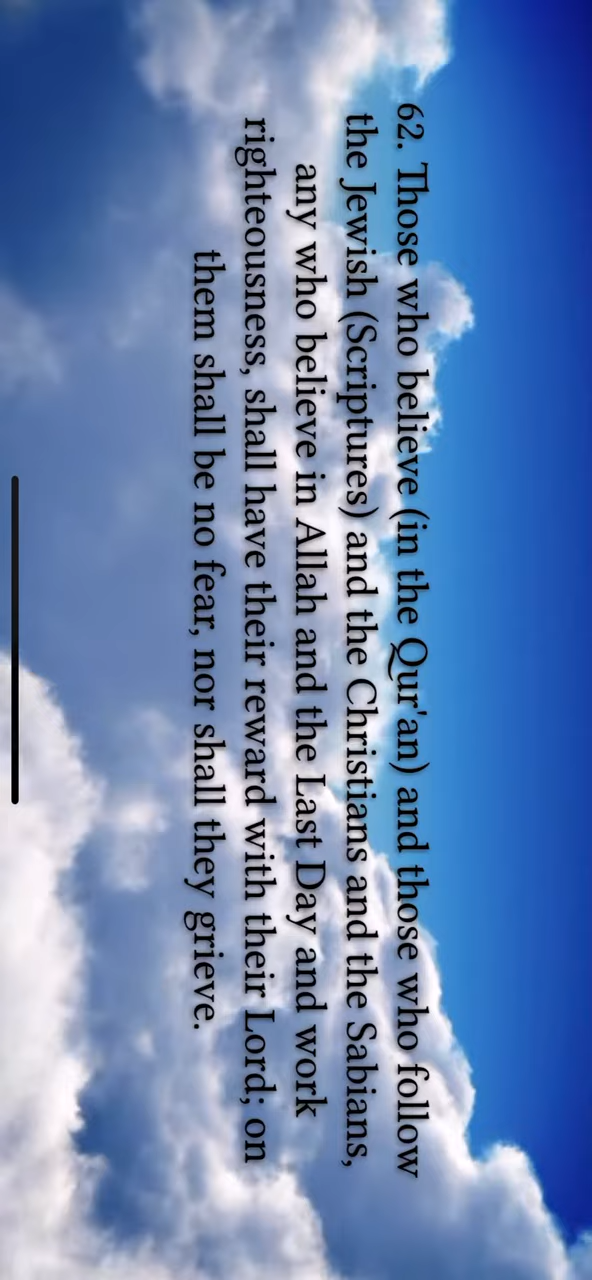 62. Those who believe (in the Qur'an) and those who follow
the Jewish (Scriptures) and the Christians and the Sabians,
any who believe in Allah and the Last Day and work
righteousness, shall have their reward with their Lord; on
them shall be no fear, nor shall they grieve.